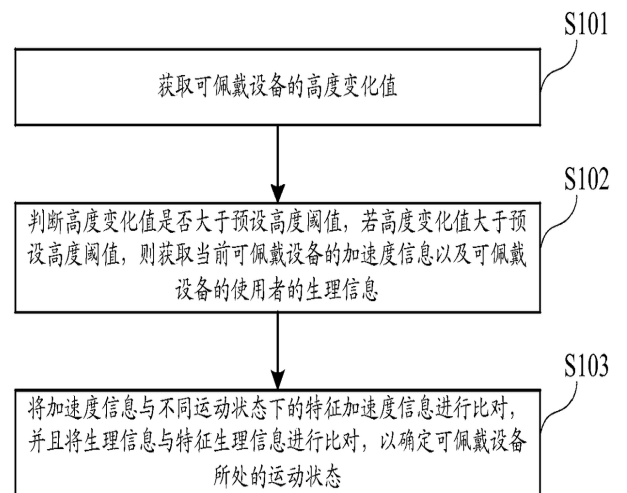 S101
获取可佩戴设备的高度变化值
S102
判断高度变化值是否大于预设高度阈值，若高度变化值大于预
设高度阈值，则获取当前可佩戴设备的加速度信息以及可佩戴
设备的使用者的生理信息
S103
将加速度信息与不同运动状态下的特征加速度信息进行比对，
并且将生理信息与特征生理信息进行比对，以确定可佩戴设备
所处的运动状态